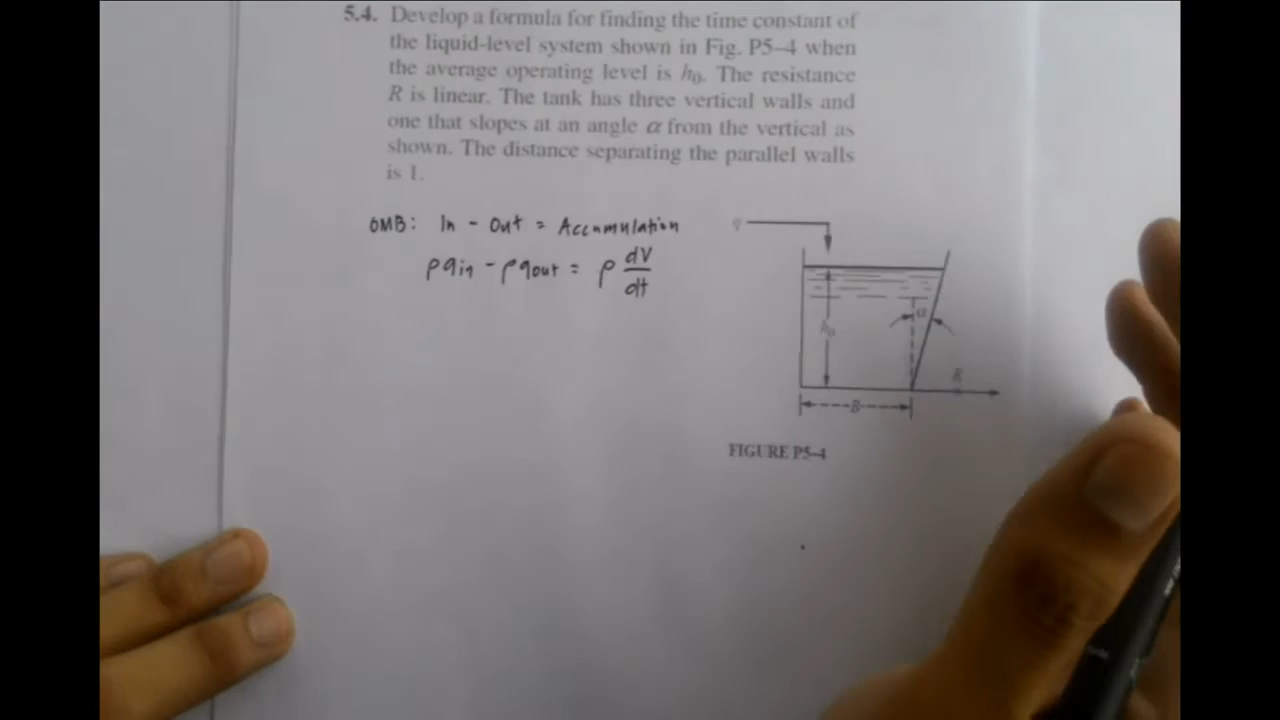 5.4. Develop a formula for finding the time constant of
the liquid-level system shown in Fig. P5–4 when
the average operating level is h₀. The resistance
R is linear. The tank has three vertical walls and
one that slopes at an angle α from the vertical as
shown. The distance separating the parallel walls
is 1.
OMB: In - Out = Accumulation
ρqin - ρqout = ρ dV/dt
q
α
h₀
R
B
FIGURE P5–4